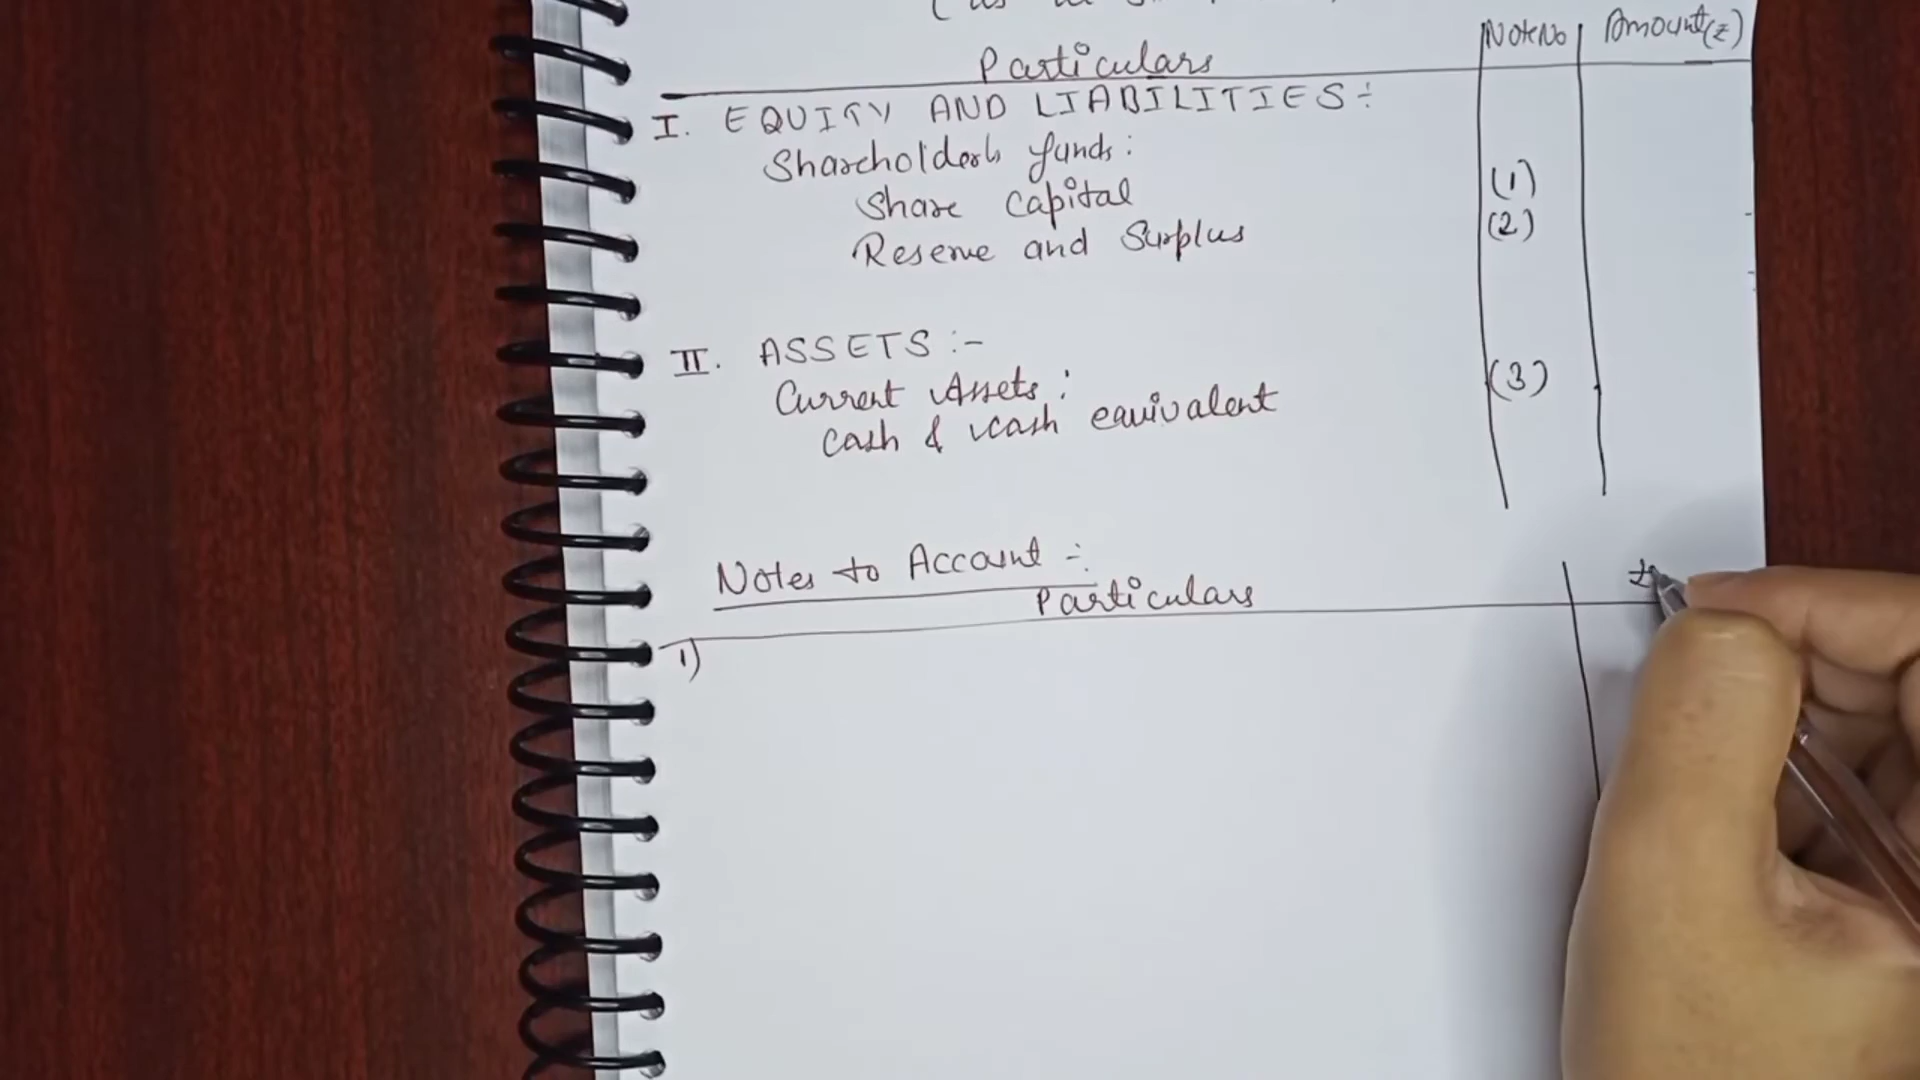 Particulars | Note No | Amount(₹)
I. EQUITY AND LIABILITIES :-
Shareholder's funds:
Share Capital (1)
Reserve and Surplus (2)
II. ASSETS :-
Current Assets : (3)
Cash & Cash equivalent
Notes to Account :-
Particulars
1)